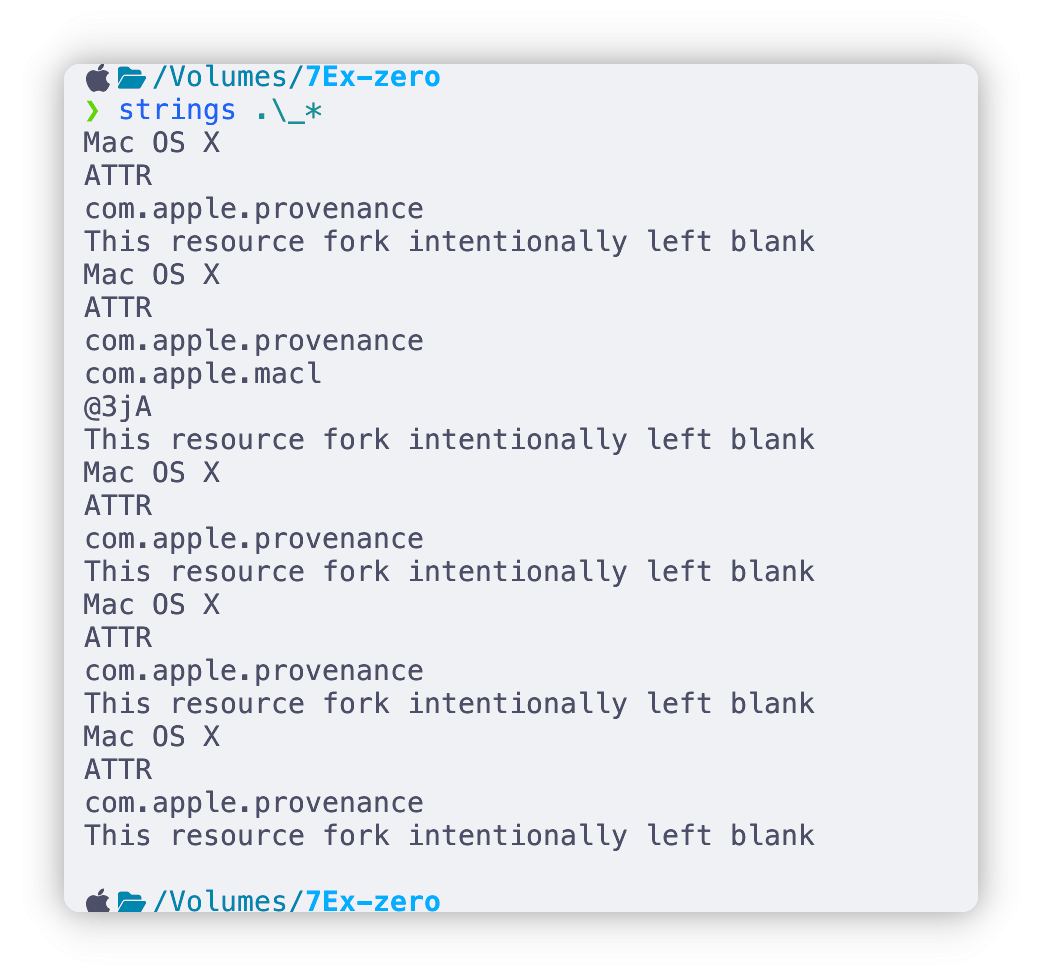 /Volumes/7Ex-zero
❯ strings .\_*
Mac OS X
ATTR
com.apple.provenance
This resource fork intentionally left blank
Mac OS X
ATTR
com.apple.provenance
com.apple.macl
@3jA
This resource fork intentionally left blank
Mac OS X
ATTR
com.apple.provenance
This resource fork intentionally left blank
Mac OS X
ATTR
com.apple.provenance
This resource fork intentionally left blank
Mac OS X
ATTR
com.apple.provenance
This resource fork intentionally left blank
/Volumes/7Ex-zero